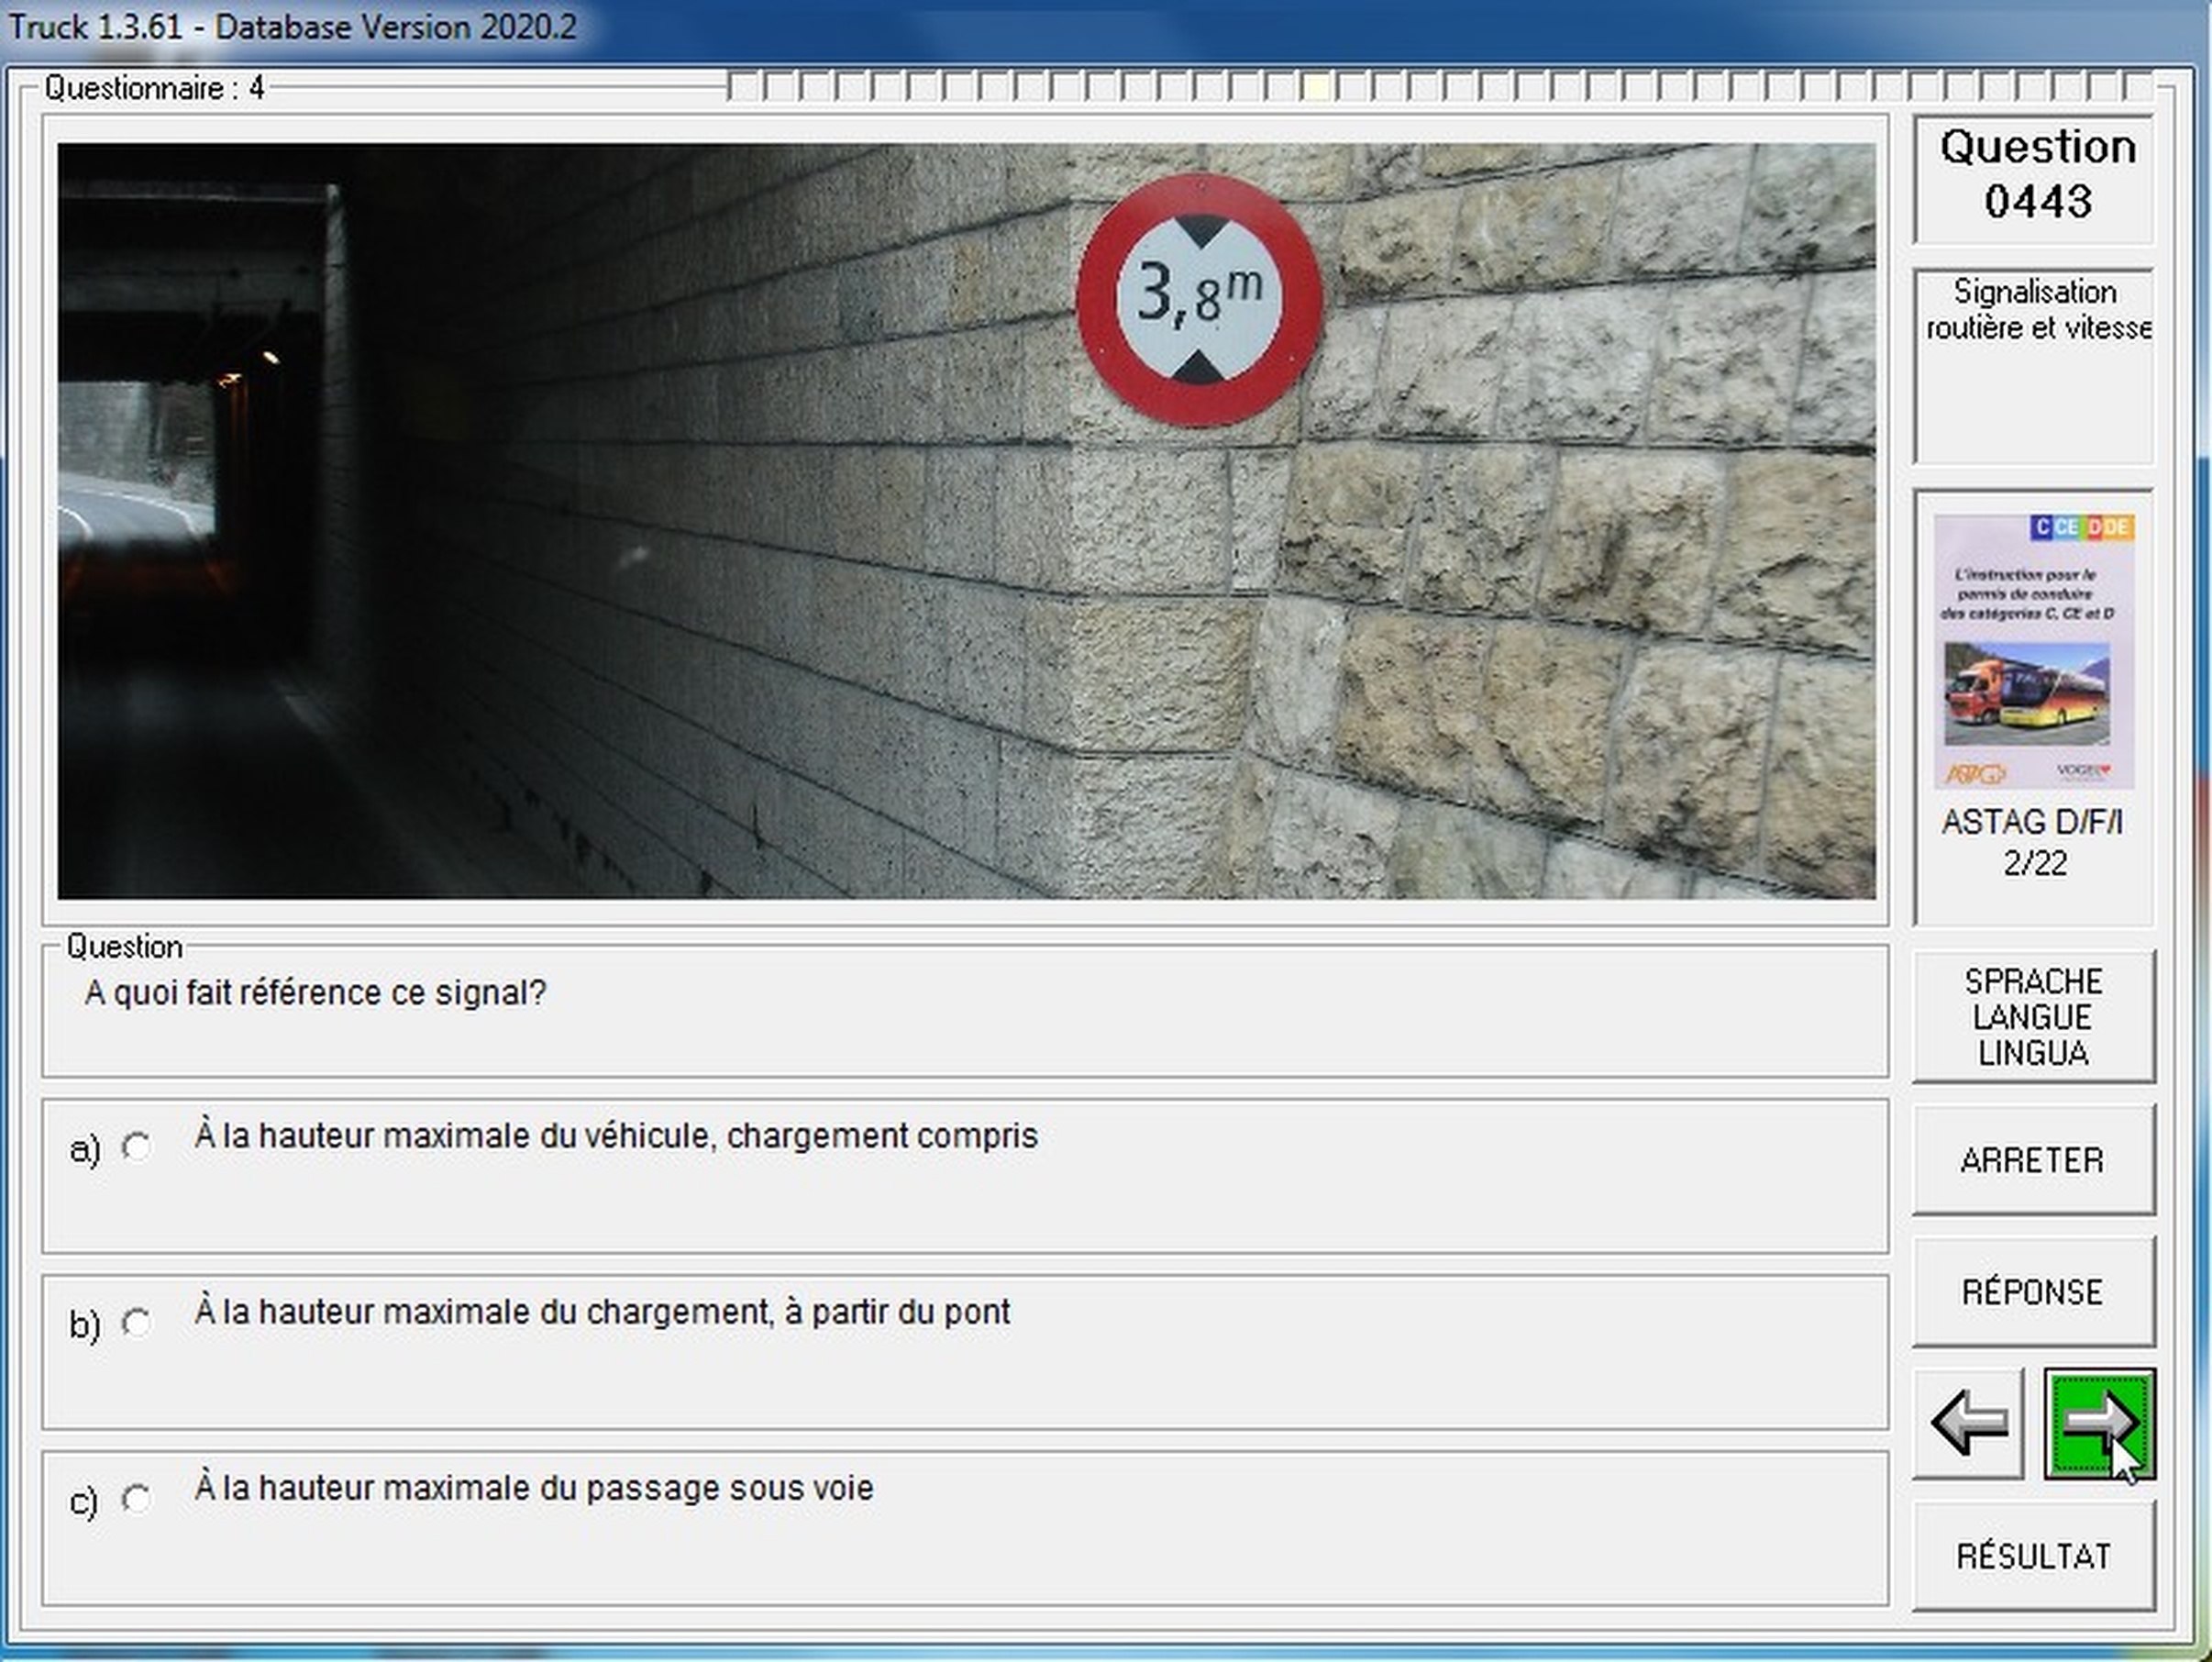 Truck 1.3.61 - Database Version 2020.2
Questionnaire : 4
3,8m
Question
0443
Signalisation
routière et vitesse
C CE D DE
L'instruction pour le
permis de conduire
des catégories C, CE et D
ASTAG
VOGEL
ASTAG D/F/I
2/22
Question
A quoi fait référence ce signal?
a) À la hauteur maximale du véhicule, chargement compris
b) À la hauteur maximale du chargement, à partir du pont
c) À la hauteur maximale du passage sous voie
SPRACHE
LANGUE
LINGUA
ARRETER
RÉPONSE
RÉSULTAT